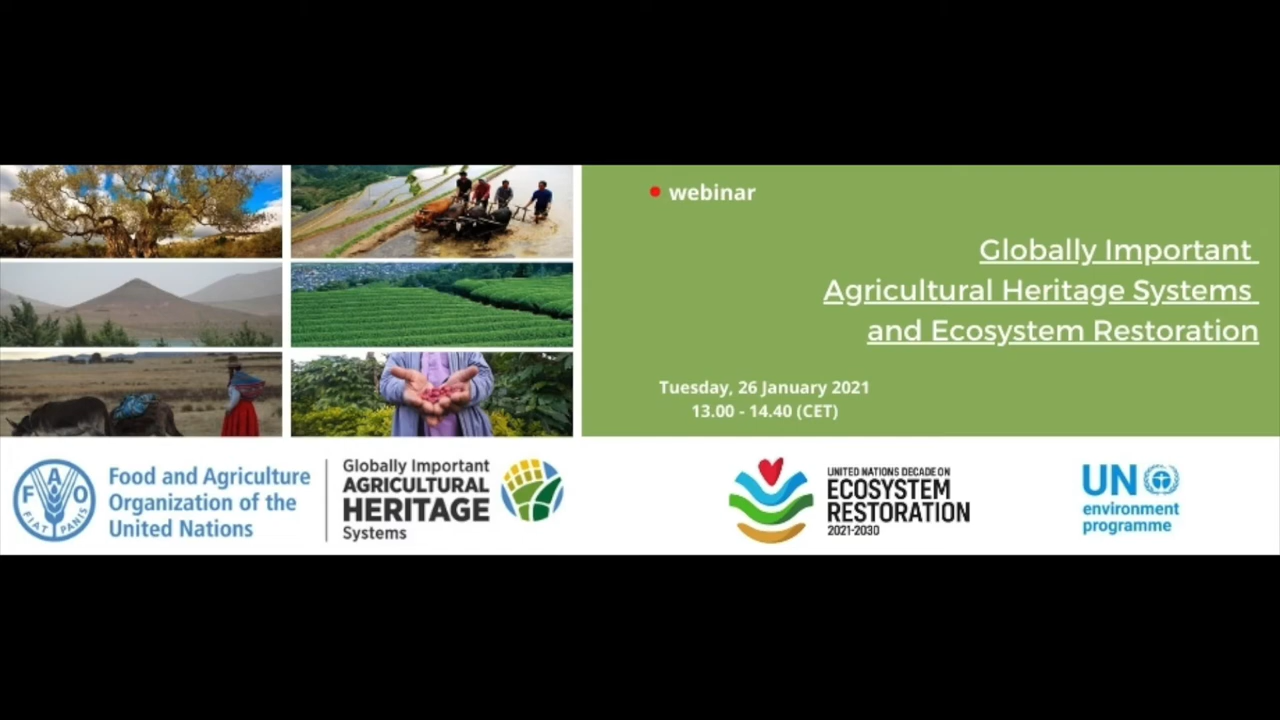 webinar
Globally Important
Agricultural Heritage Systems
and Ecosystem Restoration
Tuesday, 26 January 2021
13.00 - 14.40 (CET)
F A O
FIAT PANIS
Food and Agriculture
Organization of the
United Nations
Globally Important
AGRICULTURAL
HERITAGE
Systems
UNITED NATIONS DECADE ON
ECOSYSTEM
RESTORATION
2021-2030
UN
environment
programme